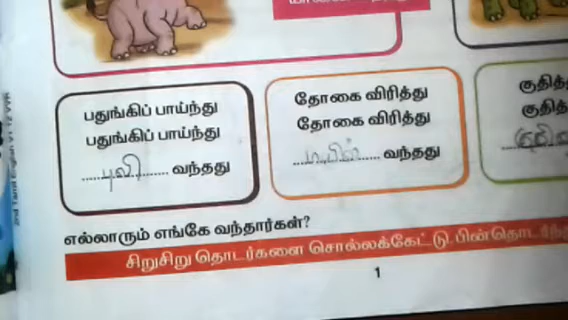 பதுங்கிப் பாய்ந்து
பதுங்கிப் பாய்ந்து
......புலி...... வந்தது
தோகை விரித்து
தோகை விரித்து
...மயில்..... வந்தது
எல்லாரும் எங்கே வந்தார்கள்?
சிறுசிறு தொடர்களை சொல்லக்கேட்டு
1